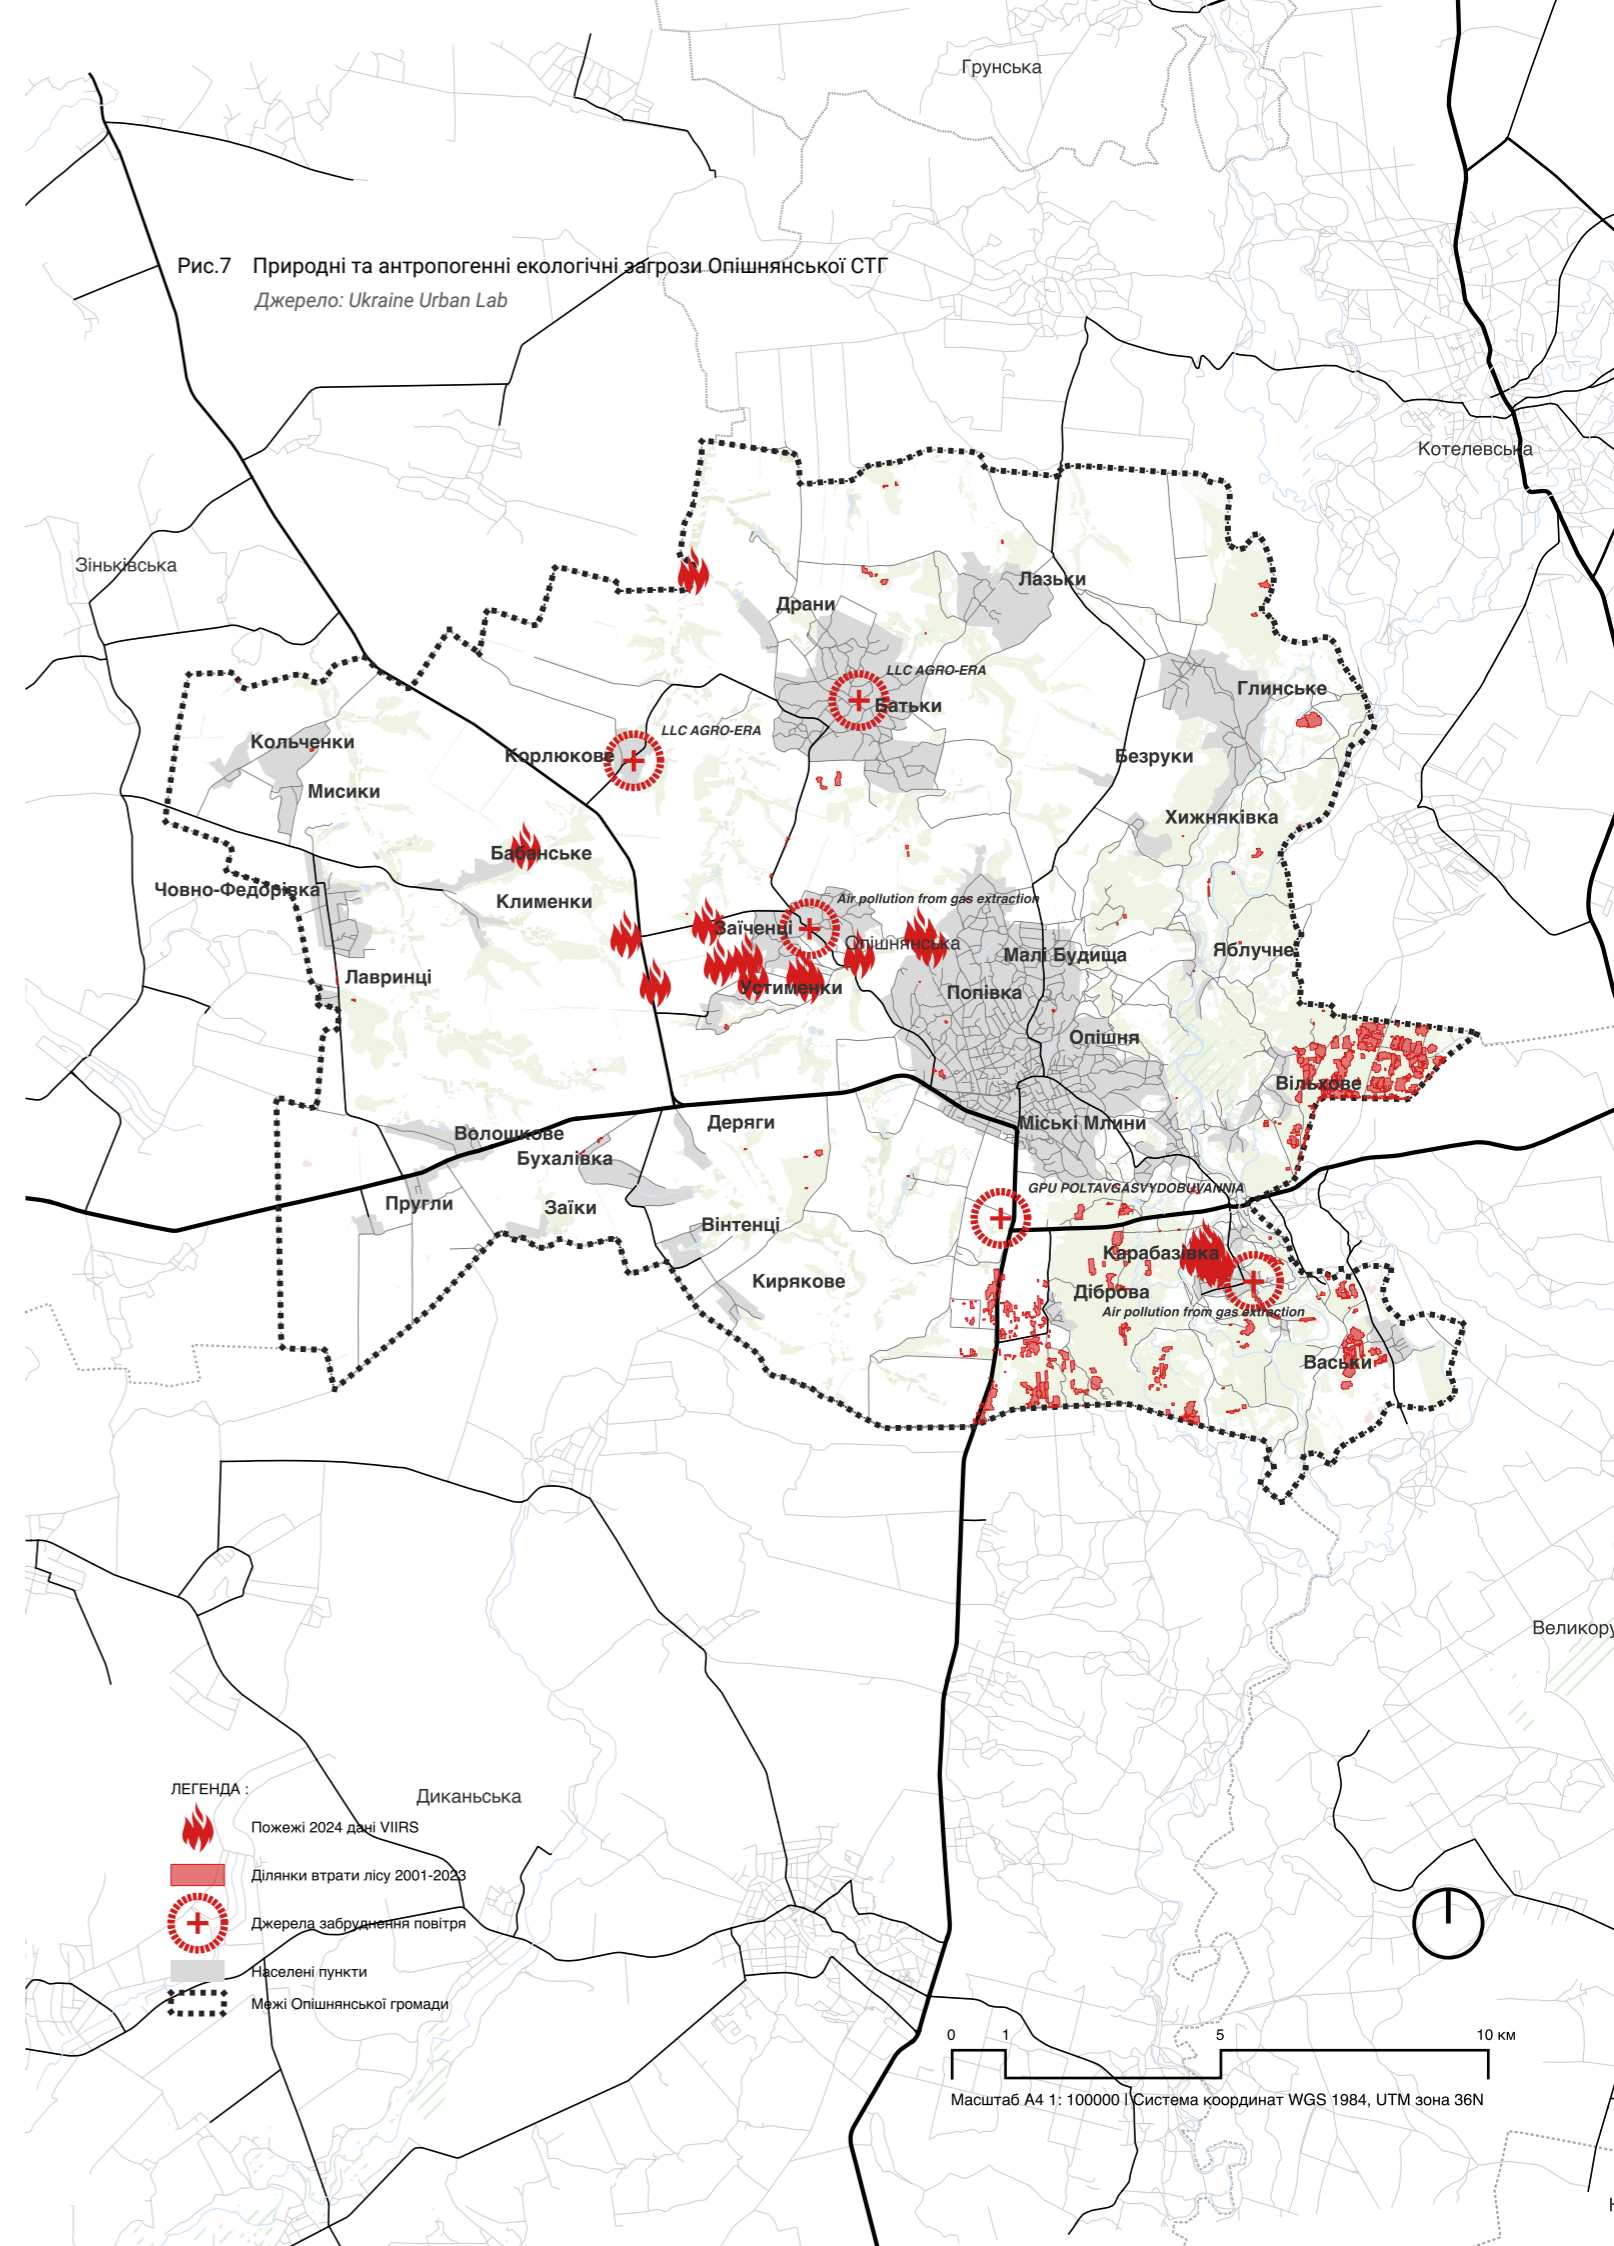 Грунська
Рис.7 Природні та антропогенні екологічні загрози Опішнянської СТГ
Джерело: Ukraine Urban Lab
Котелевська
Зіньківська
Лазьки
Драни
LLC AGRO-ERA
Глинське
Батьки
LLC AGRO-ERA
Кольченки
Корлюкове
Безруки
Мисики
Хижняківка
Бабанське
Човно-Федорівка
Клименки
Air pollution from gas extraction
Заїченці
Опішнянська
Малі Будища
Яблучне
Лавринці
Устименки
Попівка
Опішня
Вільхове
Деряги
Міські Млини
Волошкове
Бухалівка
GPU POLTAVGASVYDOBUVANNIA
Пругли
Заїки
Вінтенці
Карабазівка
Кирякове
Діброва
Air pollution from gas extraction
Васьки
Великору
ЛЕГЕНДА :
Диканьська
Пожежі 2024 дані VIIRS
Ділянки втрати лісу 2001-2023
Джерела забруднення повітря
Населені пункти
Межі Опішнянської громади
0 1 5 10 км
Масштаб А4 1: 100000 | Система координат WGS 1984, UTM зона 36N